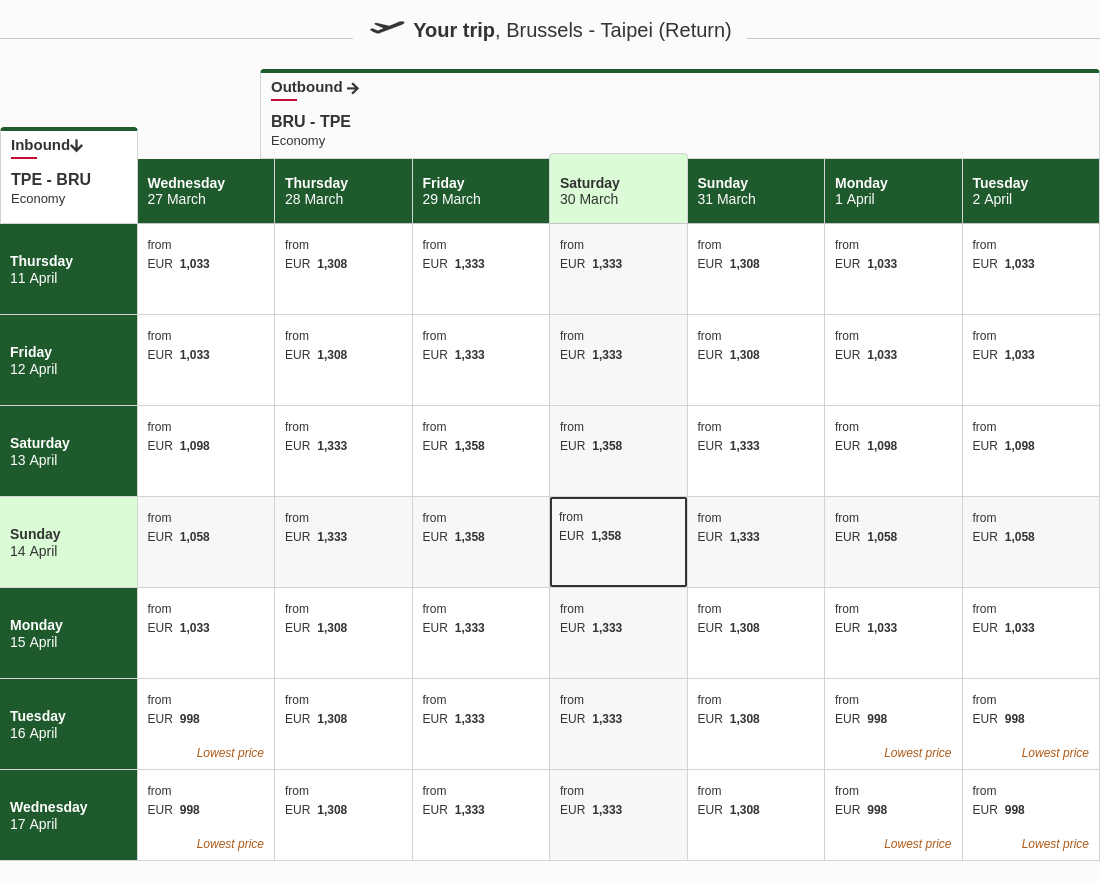 Your trip, Brussels - Taipei (Return)
Outbound
BRU - TPE
Economy
Inbound
TPE - BRU
Economy
Wednesday
27 March
Thursday
28 March
Friday
29 March
Saturday
30 March
Sunday
31 March
Monday
1 April
Tuesday
2 April
Thursday
11 April
from
EUR 1,033
from
EUR 1,308
from
EUR 1,333
from
EUR 1,333
from
EUR 1,308
from
EUR 1,033
from
EUR 1,033
Friday
12 April
from
EUR 1,033
from
EUR 1,308
from
EUR 1,333
from
EUR 1,333
from
EUR 1,308
from
EUR 1,033
from
EUR 1,033
Saturday
13 April
from
EUR 1,098
from
EUR 1,333
from
EUR 1,358
from
EUR 1,358
from
EUR 1,333
from
EUR 1,098
from
EUR 1,098
Sunday
14 April
from
EUR 1,058
from
EUR 1,333
from
EUR 1,358
from
EUR 1,358
from
EUR 1,333
from
EUR 1,058
from
EUR 1,058
Monday
15 April
from
EUR 1,033
from
EUR 1,308
from
EUR 1,333
from
EUR 1,333
from
EUR 1,308
from
EUR 1,033
from
EUR 1,033
Tuesday
16 April
from
EUR 998
Lowest price
from
EUR 1,308
from
EUR 1,333
from
EUR 1,333
from
EUR 1,308
from
EUR 998
Lowest price
from
EUR 998
Lowest price
Wednesday
17 April
from
EUR 998
Lowest price
from
EUR 1,308
from
EUR 1,333
from
EUR 1,333
from
EUR 1,308
from
EUR 998
Lowest price
from
EUR 998
Lowest price